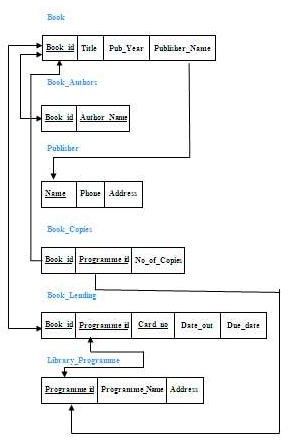 Book
Book_id Title Pub_Year Publisher_Name
Book_Authors
Book_id Author_Name
Publisher
Name Phone Address
Book_Copies
Book_id Programme_id No_of_Copies
Book_Lending
Book_id Programme_id Card_no Date_out Due_date
Library_Programme
Programme_id Programme_Name Address